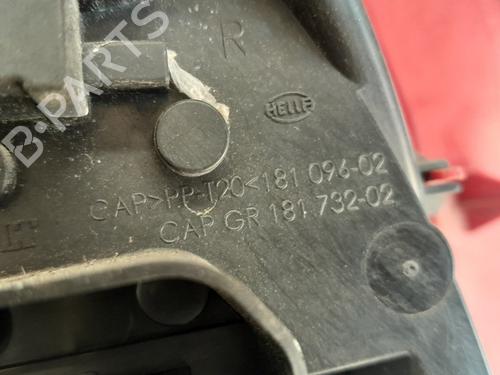 B-PARTS
R
HELLA
CAP>PP-T20<181 096-02
CAP GR 181 732-02